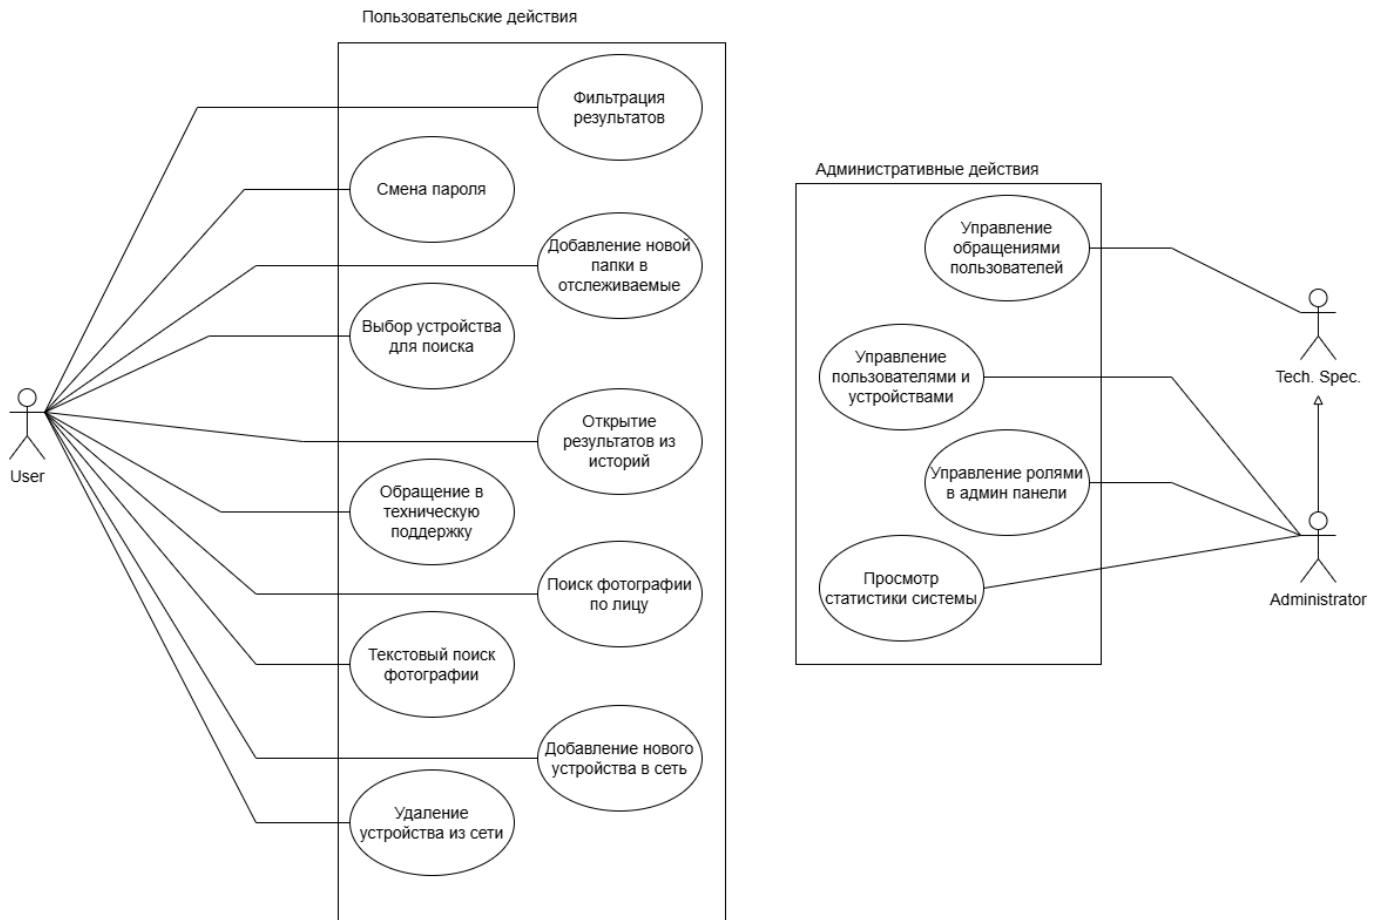 Пользовательские действия
Фильтрация
результатов
Смена пароля
Добавление новой
папки в
отслеживаемые
Выбор устройства
для поиска
User
Открытие
результатов из
историй
Обращение в
техническую
поддержку
Поиск фотографии
по лицу
Текстовый поиск
фотографии
Добавление нового
устройства в сеть
Удаление
устройства из сети
Административные действия
Управление
обращениями
пользователей
Управление
пользователями и
устройствами
Управление ролями
в админ панели
Просмотр
статистики системы
Tech. Spec.
Administrator